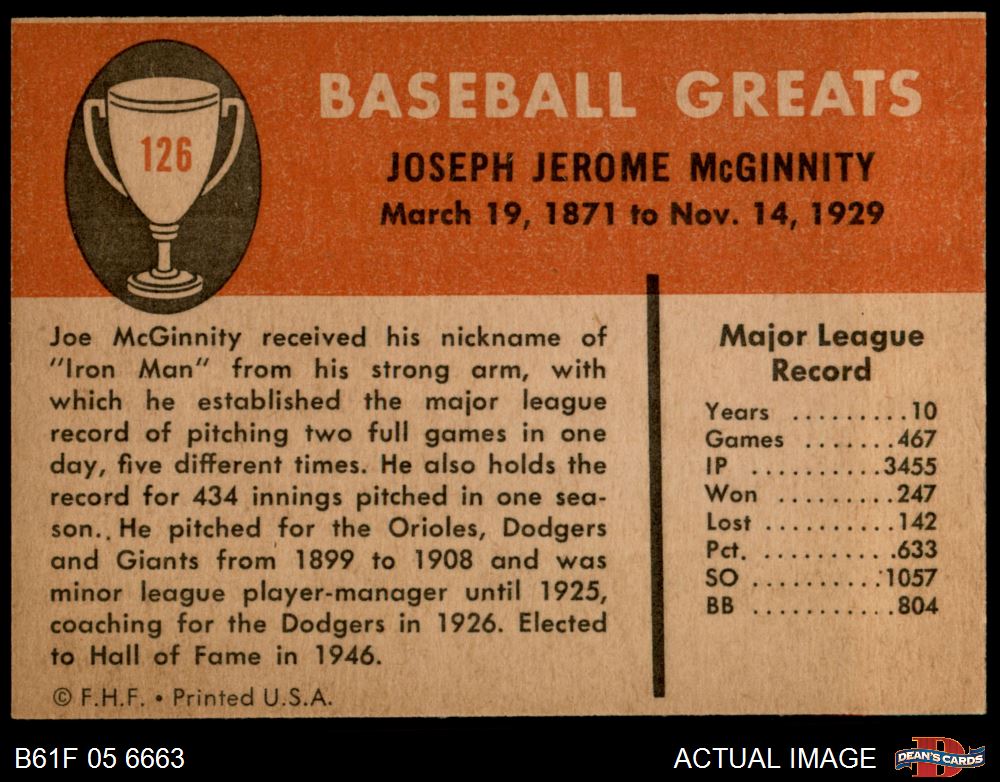 126
BASEBALL GREATS
JOSEPH JEROME McGINNITY
March 19, 1871 to Nov. 14, 1929
Joe McGinnity received his nickname of
"Iron Man" from his strong arm, with
which he established the major league
record of pitching two full games in one
day, five different times. He also holds the
record for 434 innings pitched in one sea-
son.. He pitched for the Orioles, Dodgers
and Giants from 1899 to 1908 and was
minor league player-manager until 1925,
coaching for the Dodgers in 1926. Elected
to Hall of Fame in 1946.
© F.H.F. • Printed U.S.A.
Major League
Record
Years .........10
Games .......467
IP ..........3455
Won .........247
Lost ..........142
Pct. ..........633
SO ..........1057
BB ...........804
B61F 05 6663
ACTUAL IMAGE
D
DEAN'S CARDS